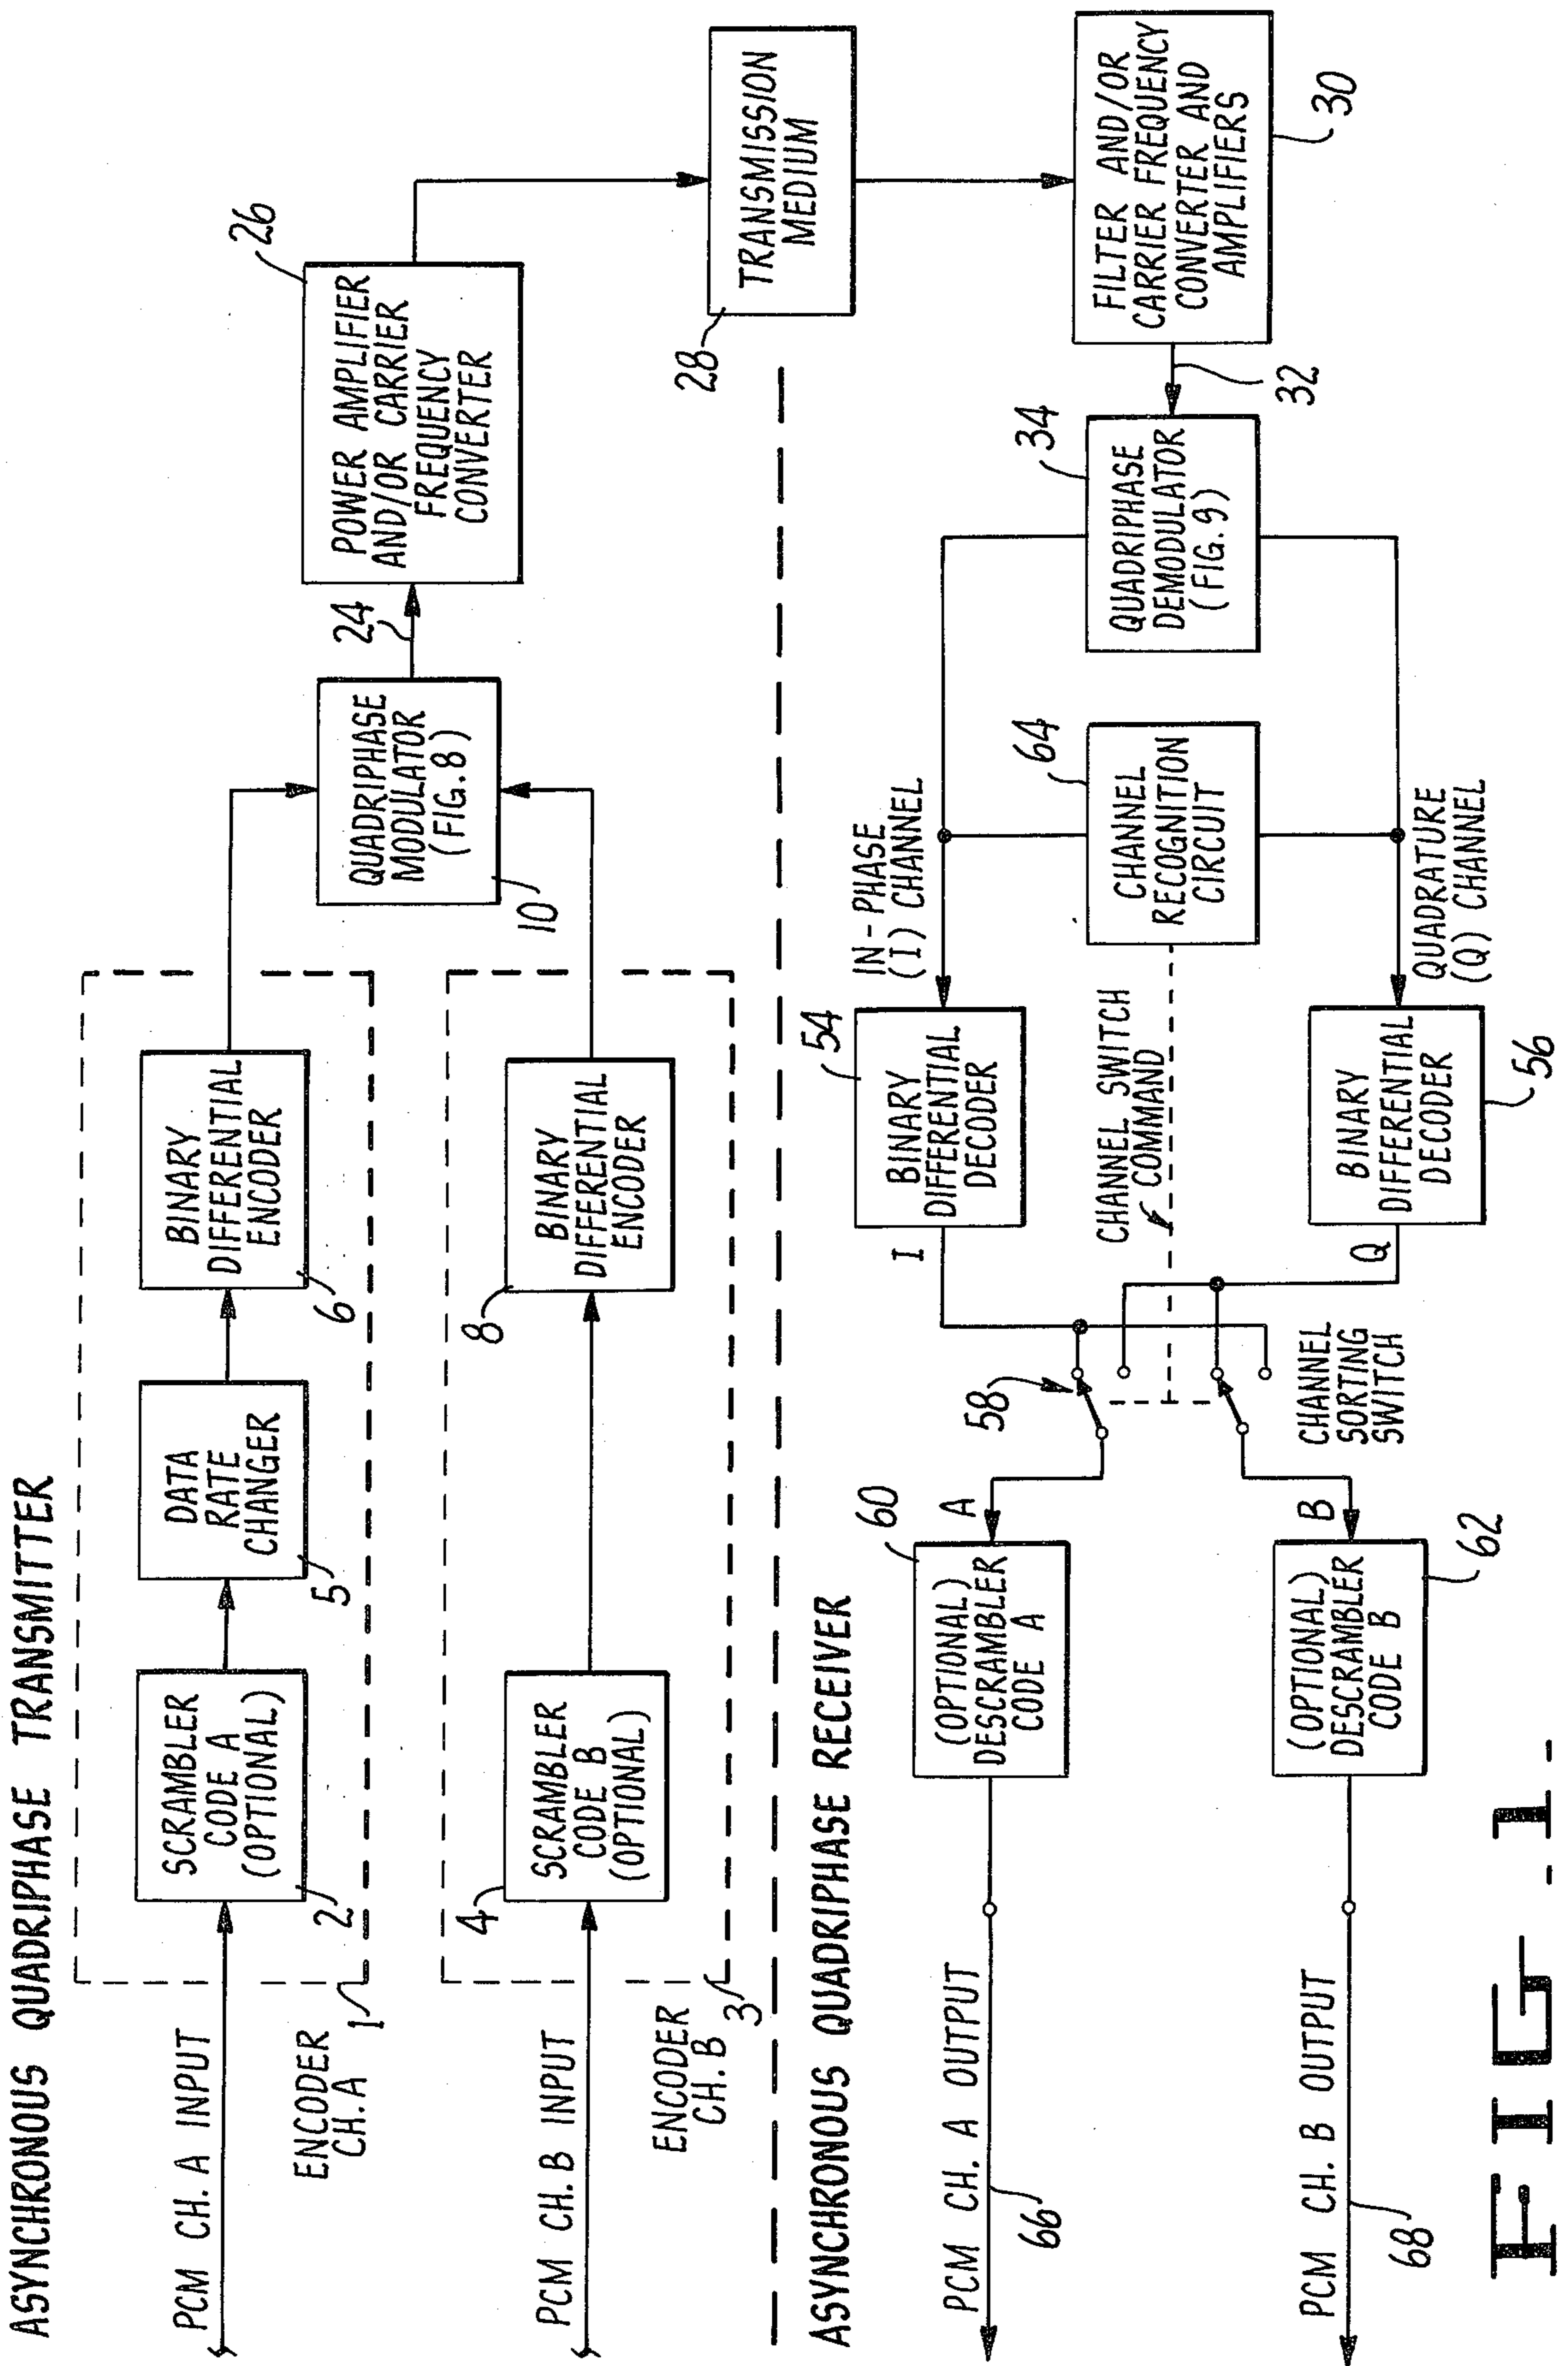 ASYNCHRONOUS QUADRIPHASE TRANSMITTER
PCM CH. A INPUT
ENCODER
CH. A
1
SCRAMBLER
CODE A
(OPTIONAL)
2
DATA
RATE
CHANGER
5
BINARY
DIFFERENTIAL
ENCODER
6
PCM CH. B INPUT
ENCODER
CH. B
3
4
SCRAMBLER
CODE B
(OPTIONAL)
8
BINARY
DIFFERENTIAL
ENCODER
QUADRIPHASE
MODULATOR
(FIG. 8)
10
24
26
POWER AMPLIFIER
AND/OR CARRIER
FREQUENCY
CONVERTER
28
TRANSMISSION
MEDIUM
ASYNCHRONOUS QUADRIPHASE RECEIVER
FILTER AND/OR
CARRIER FREQUENCY
CONVERTER AND
AMPLIFIERS
30
32
34
QUADRIPHASE
DEMODULATOR
(FIG. 9)
64
CHANNEL
RECOGNITION
CIRCUIT
IN-PHASE
(I) CHANNEL
QUADRATURE
(Q) CHANNEL
54
BINARY
DIFFERENTIAL
DECODER
CHANNEL SWITCH
COMMAND
BINARY
DIFFERENTIAL
DECODER
56
I
Q
58
CHANNEL
SORTING
SWITCH
60
A
(OPTIONAL)
DESCRAMBLER
CODE A
B
(OPTIONAL)
DESCRAMBLER
CODE B
62
PCM CH. A OUTPUT
66
PCM CH. B OUTPUT
68
FIG_1_